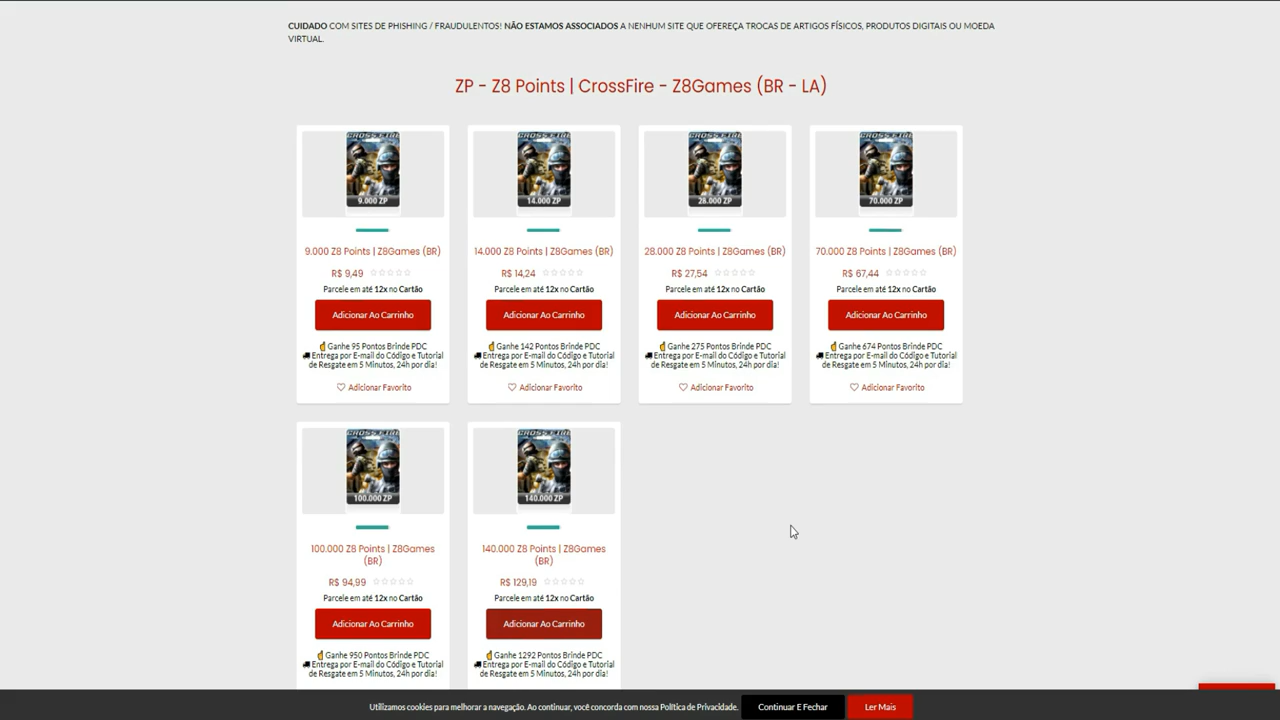 CUIDADO COM SITES DE PHISHING / FRAUDULENTOS! NÃO ESTAMOS ASSOCIADOS A NENHUM SITE QUE OFEREÇA TROCAS DE ARTIGOS FÍSICOS, PRODUTOS DIGITAIS OU MOEDA
VIRTUAL.
ZP - Z8 Points | CrossFire - Z8Games (BR - LA)
CROSSFIRE
9.000 ZP
9.000 Z8 Points | Z8Games (BR)
R$ 9,49
Parcele em até 12x no Cartão
Adicionar Ao Carrinho
Ganhe 95 Pontos Brinde PDC
Entrega por E-mail do Código e Tutorial
de Resgate em 5 Minutos, 24h por dia!
Adicionar Favorito
CROSSFIRE
14.000 ZP
14.000 Z8 Points | Z8Games (BR)
R$ 14,24
Parcele em até 12x no Cartão
Adicionar Ao Carrinho
Ganhe 142 Pontos Brinde PDC
Entrega por E-mail do Código e Tutorial
de Resgate em 5 Minutos, 24h por dia!
Adicionar Favorito
CROSSFIRE
28.000 ZP
28.000 Z8 Points | Z8Games (BR)
R$ 27,54
Parcele em até 12x no Cartão
Adicionar Ao Carrinho
Ganhe 275 Pontos Brinde PDC
Entrega por E-mail do Código e Tutorial
de Resgate em 5 Minutos, 24h por dia!
Adicionar Favorito
CROSSFIRE
70.000 ZP
70.000 Z8 Points | Z8Games (BR)
R$ 67,44
Parcele em até 12x no Cartão
Adicionar Ao Carrinho
Ganhe 674 Pontos Brinde PDC
Entrega por E-mail do Código e Tutorial
de Resgate em 5 Minutos, 24h por dia!
Adicionar Favorito
CROSSFIRE
100.000 ZP
100.000 Z8 Points | Z8Games
(BR)
R$ 94,99
Parcele em até 12x no Cartão
Adicionar Ao Carrinho
Ganhe 950 Pontos Brinde PDC
Entrega por E-mail do Código e Tutorial
de Resgate em 5 Minutos, 24h por dia!
CROSSFIRE
140.000 ZP
140.000 Z8 Points | Z8Games
(BR)
R$ 129,19
Parcele em até 12x no Cartão
Adicionar Ao Carrinho
Ganhe 1292 Pontos Brinde PDC
Entrega por E-mail do Código e Tutorial
de Resgate em 5 Minutos, 24h por dia!
Utilizamos cookies para melhorar a navegação. Ao continuar, você concorda com nossa Política de Privacidade.
Continuar E Fechar
Ler Mais